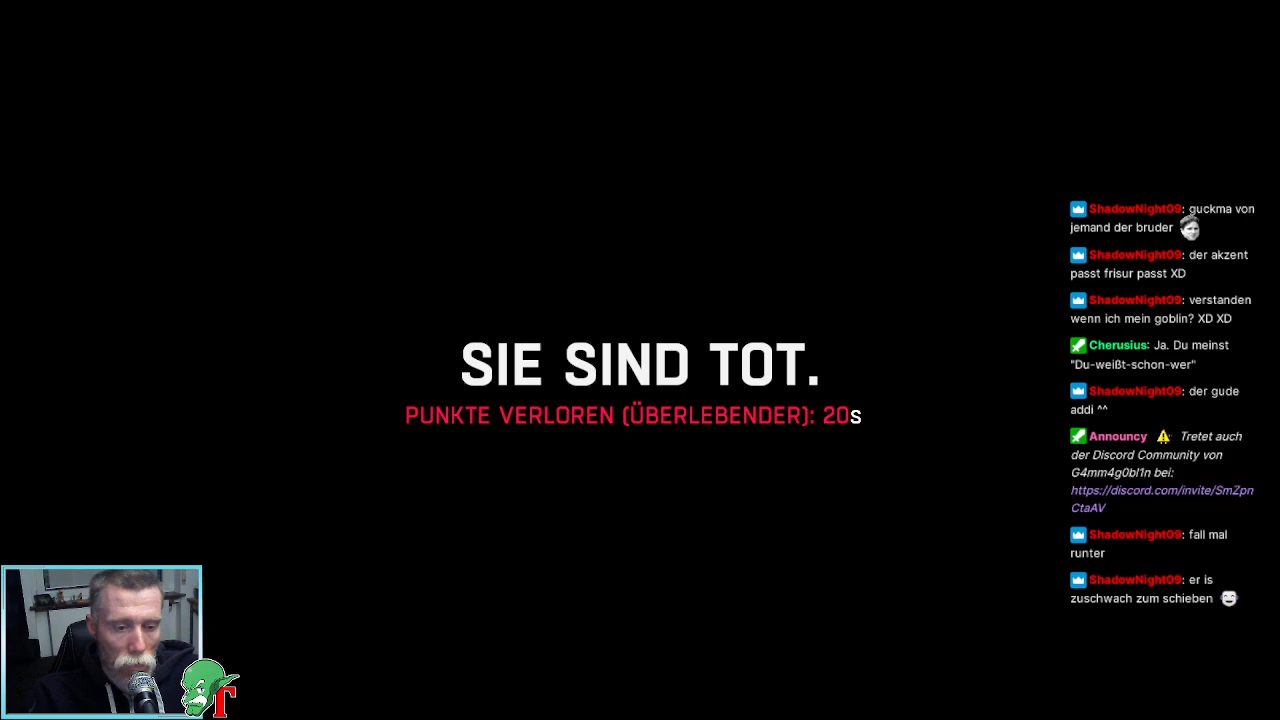 SIE SIND TOT.
PUNKTE VERLOREN (ÜBERLEBENDER): 20s
ShadowNight09: guckma von
jemand der bruder
ShadowNight09: der akzent
passt frisur passt XD
ShadowNight09: verstanden
wenn ich mein goblin? XD XD
Cherusius: Ja. Du meinst
"Du-weißt-schon-wer"
ShadowNight09: der gude
addi ^^
Announcy Tretet auch
der Discord Community von
G4mm4g0bl1n bei:
https://discord.com/invite/SmZpn
CtaAV
ShadowNight09: fall mal
runter
ShadowNight09: er is
zuschwach zum schieben
T